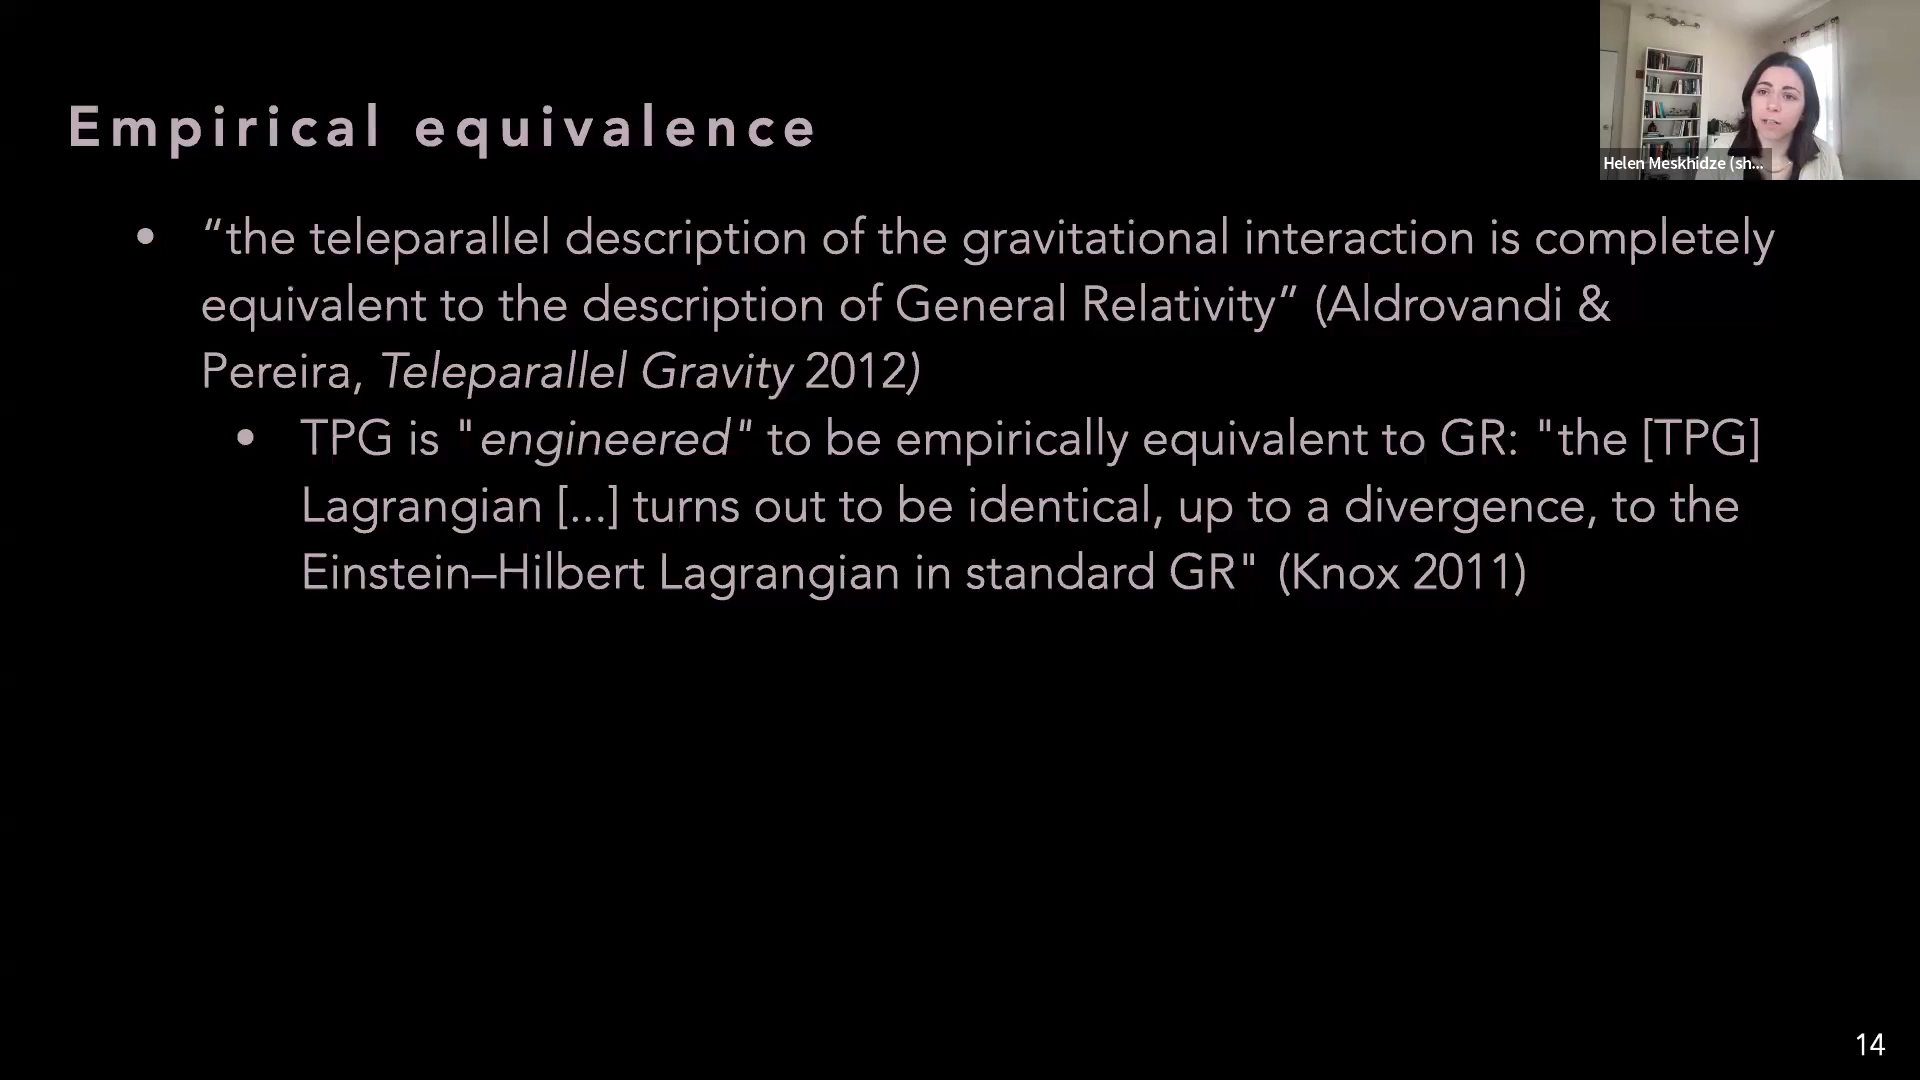 Empirical equivalence
Helen Meskhidze (sh...
• “the teleparallel description of the gravitational interaction is completely
equivalent to the description of General Relativity” (Aldrovandi &
Pereira, Teleparallel Gravity 2012)
• TPG is "engineered" to be empirically equivalent to GR: "the [TPG]
Lagrangian [...] turns out to be identical, up to a divergence, to the
Einstein–Hilbert Lagrangian in standard GR" (Knox 2011)
14